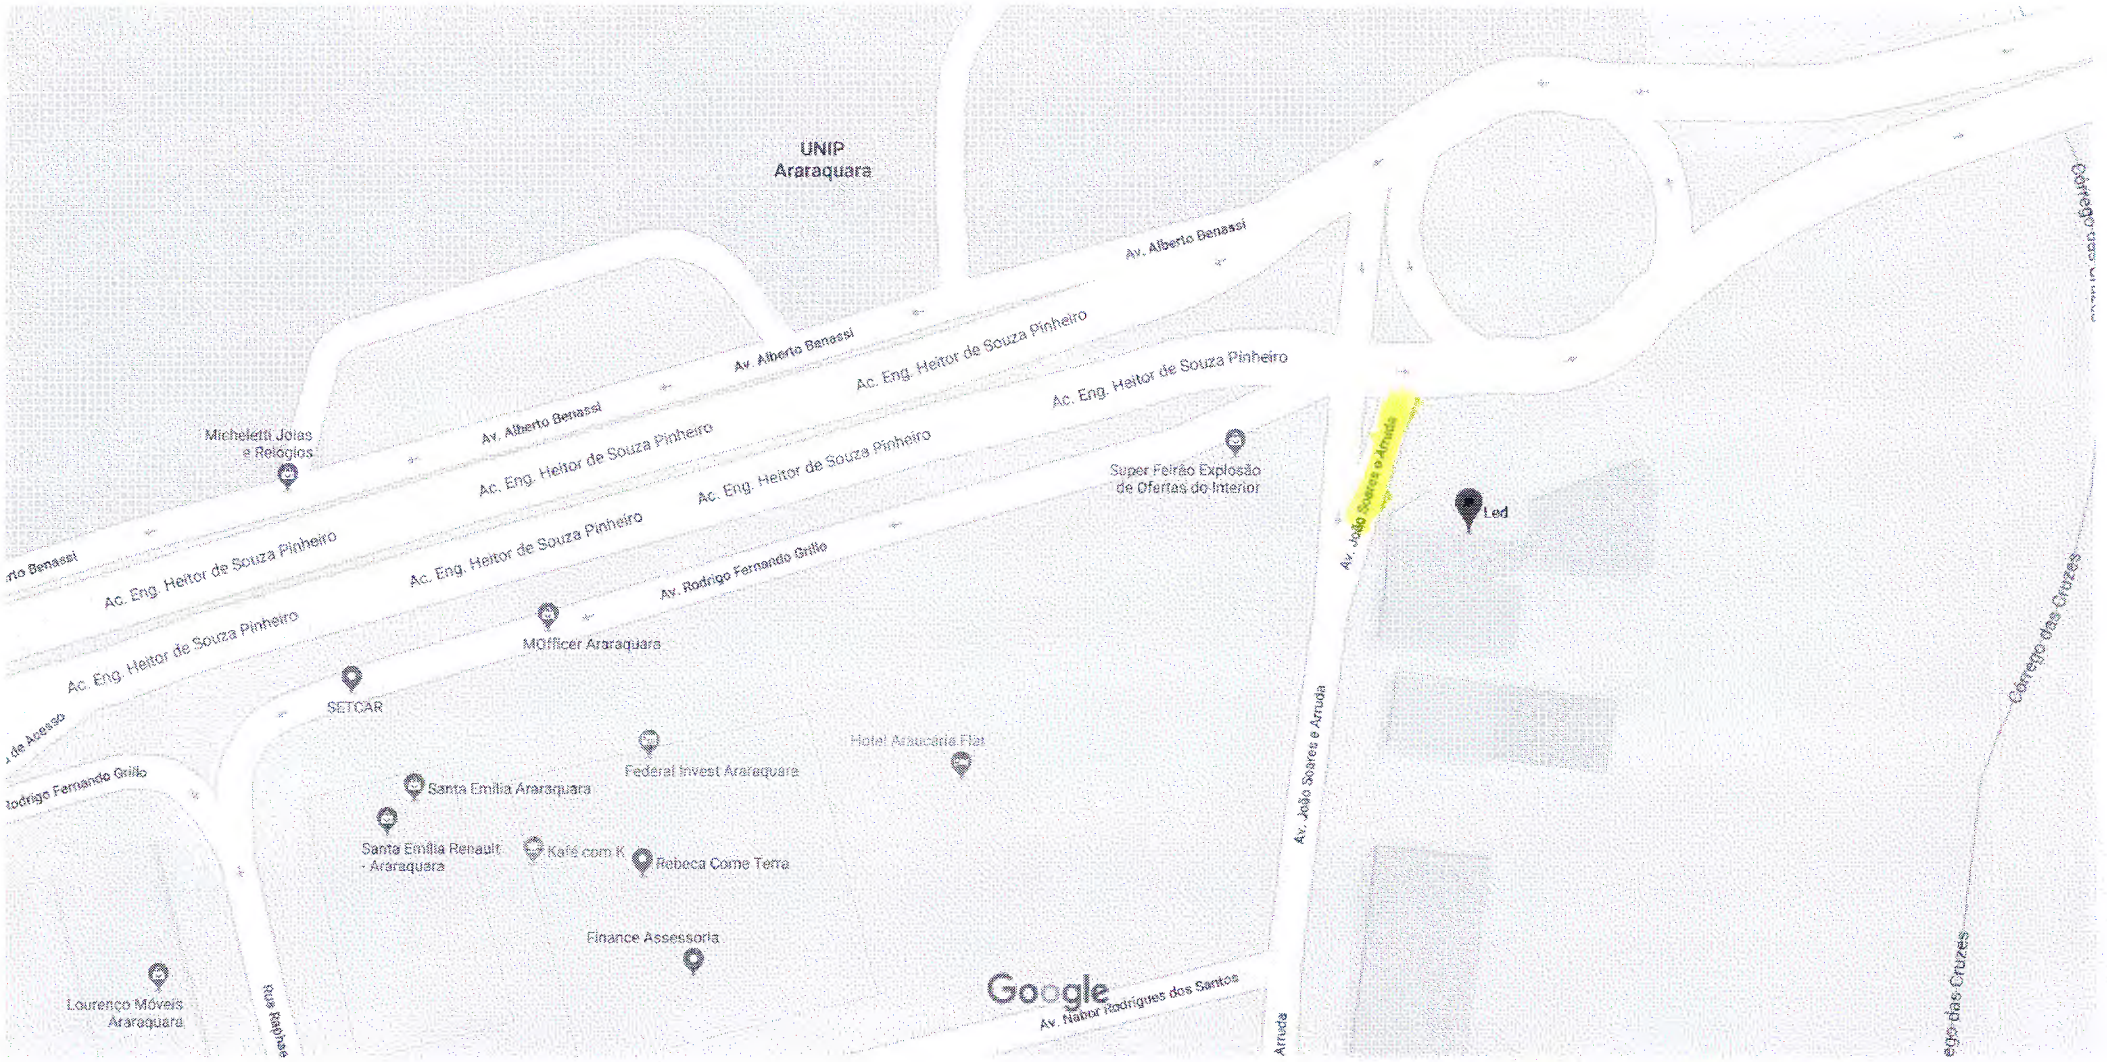 UNIP
Araraquara
Córrego das Cruzes
Av. Alberto Benassi
Ac. Eng. Heitor de Souza Pinheiro
Av. Alberto Benassi
Ac. Eng. Heitor de Souza Pinheiro
Av. Alberto Benassi
Ac. Eng. Heitor de Souza Pinheiro
Ac. Eng. Heitor de Souza Pinheiro
Micheletti Joias
e Relógios
Super Feirão Explosão
de Ofertas do Interior
Av. João Soares e Arruda
Led
rto Benassi
Ac. Eng. Heitor de Souza Pinheiro
Ac. Eng. Heitor de Souza Pinheiro
Av. Rodrigo Fernando Grillo
Ac. Eng. Heitor de Souza Pinheiro
MOfficer Araraquara
Córrego das Cruzes
SETCAR
de Acesso
Av. João Soares e Arruda
Hotel Araucária Flat
Federal Invest Araraquara
Rodrigo Fernando Grillo
Santa Emília Araraquara
Santa Emília Renault
- Araraquara
Kafé com K
Rebeca Come Terra
Finance Assessoria
Lourenço Móveis
Araraquara
Rua Raphae
Google
Av. Nabor Rodrigues dos Santos
Arruda
ego das Cruzes